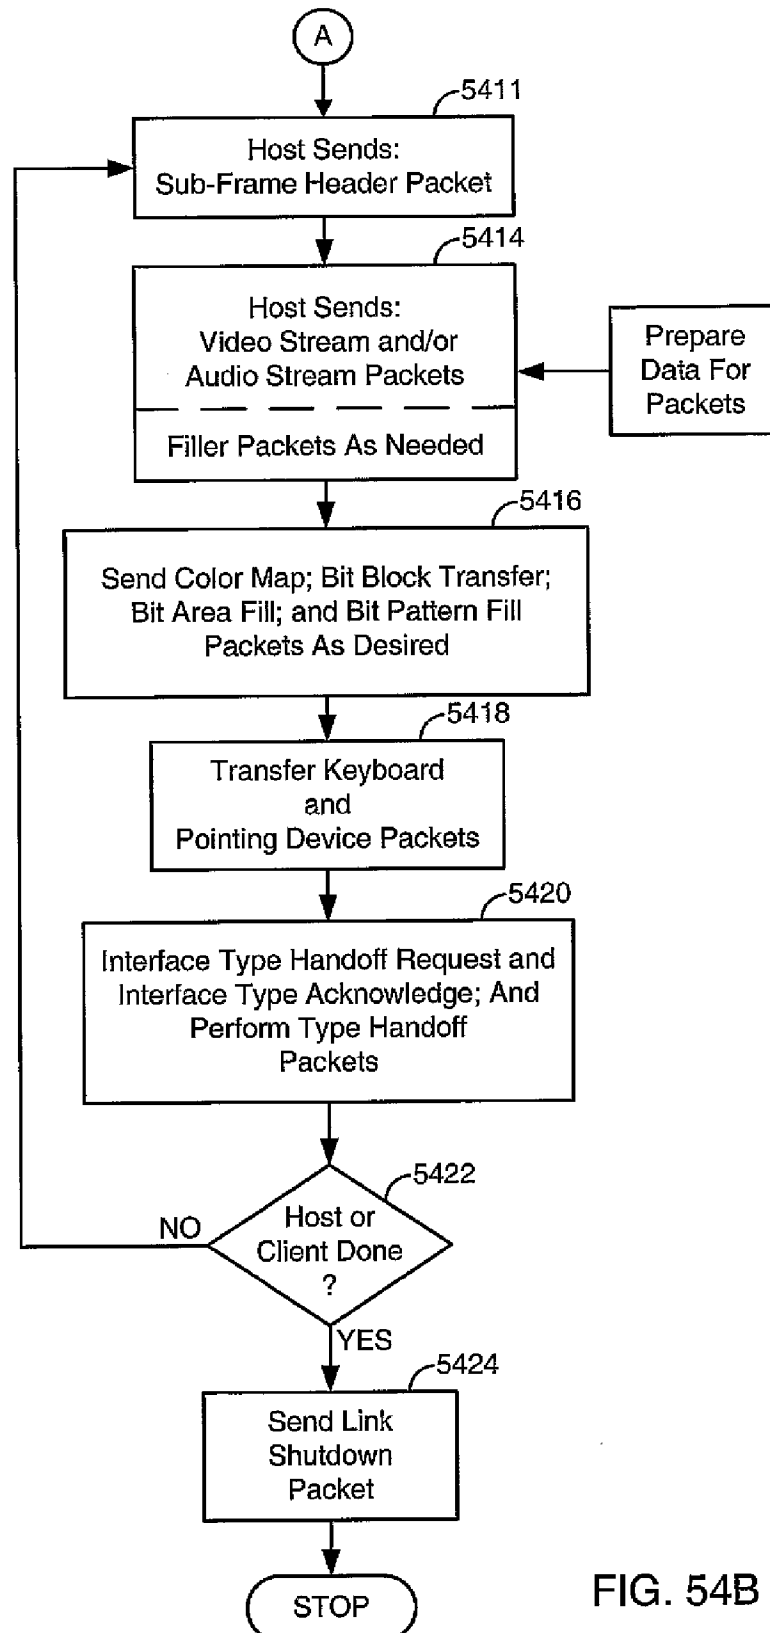 A
5411
Host Sends:
Sub-Frame Header Packet
5414
Host Sends:
Video Stream and/or
Audio Stream Packets
Filler Packets As Needed
Prepare
Data For
Packets
5416
Send Color Map; Bit Block Transfer;
Bit Area Fill; and Bit Pattern Fill
Packets As Desired
5418
Transfer Keyboard
and
Pointing Device Packets
5420
Interface Type Handoff Request and
Interface Type Acknowledge; And
Perform Type Handoff
Packets
5422
Host or
Client Done
?
NO
YES
5424
Send Link
Shutdown
Packet
STOP
FIG. 54B